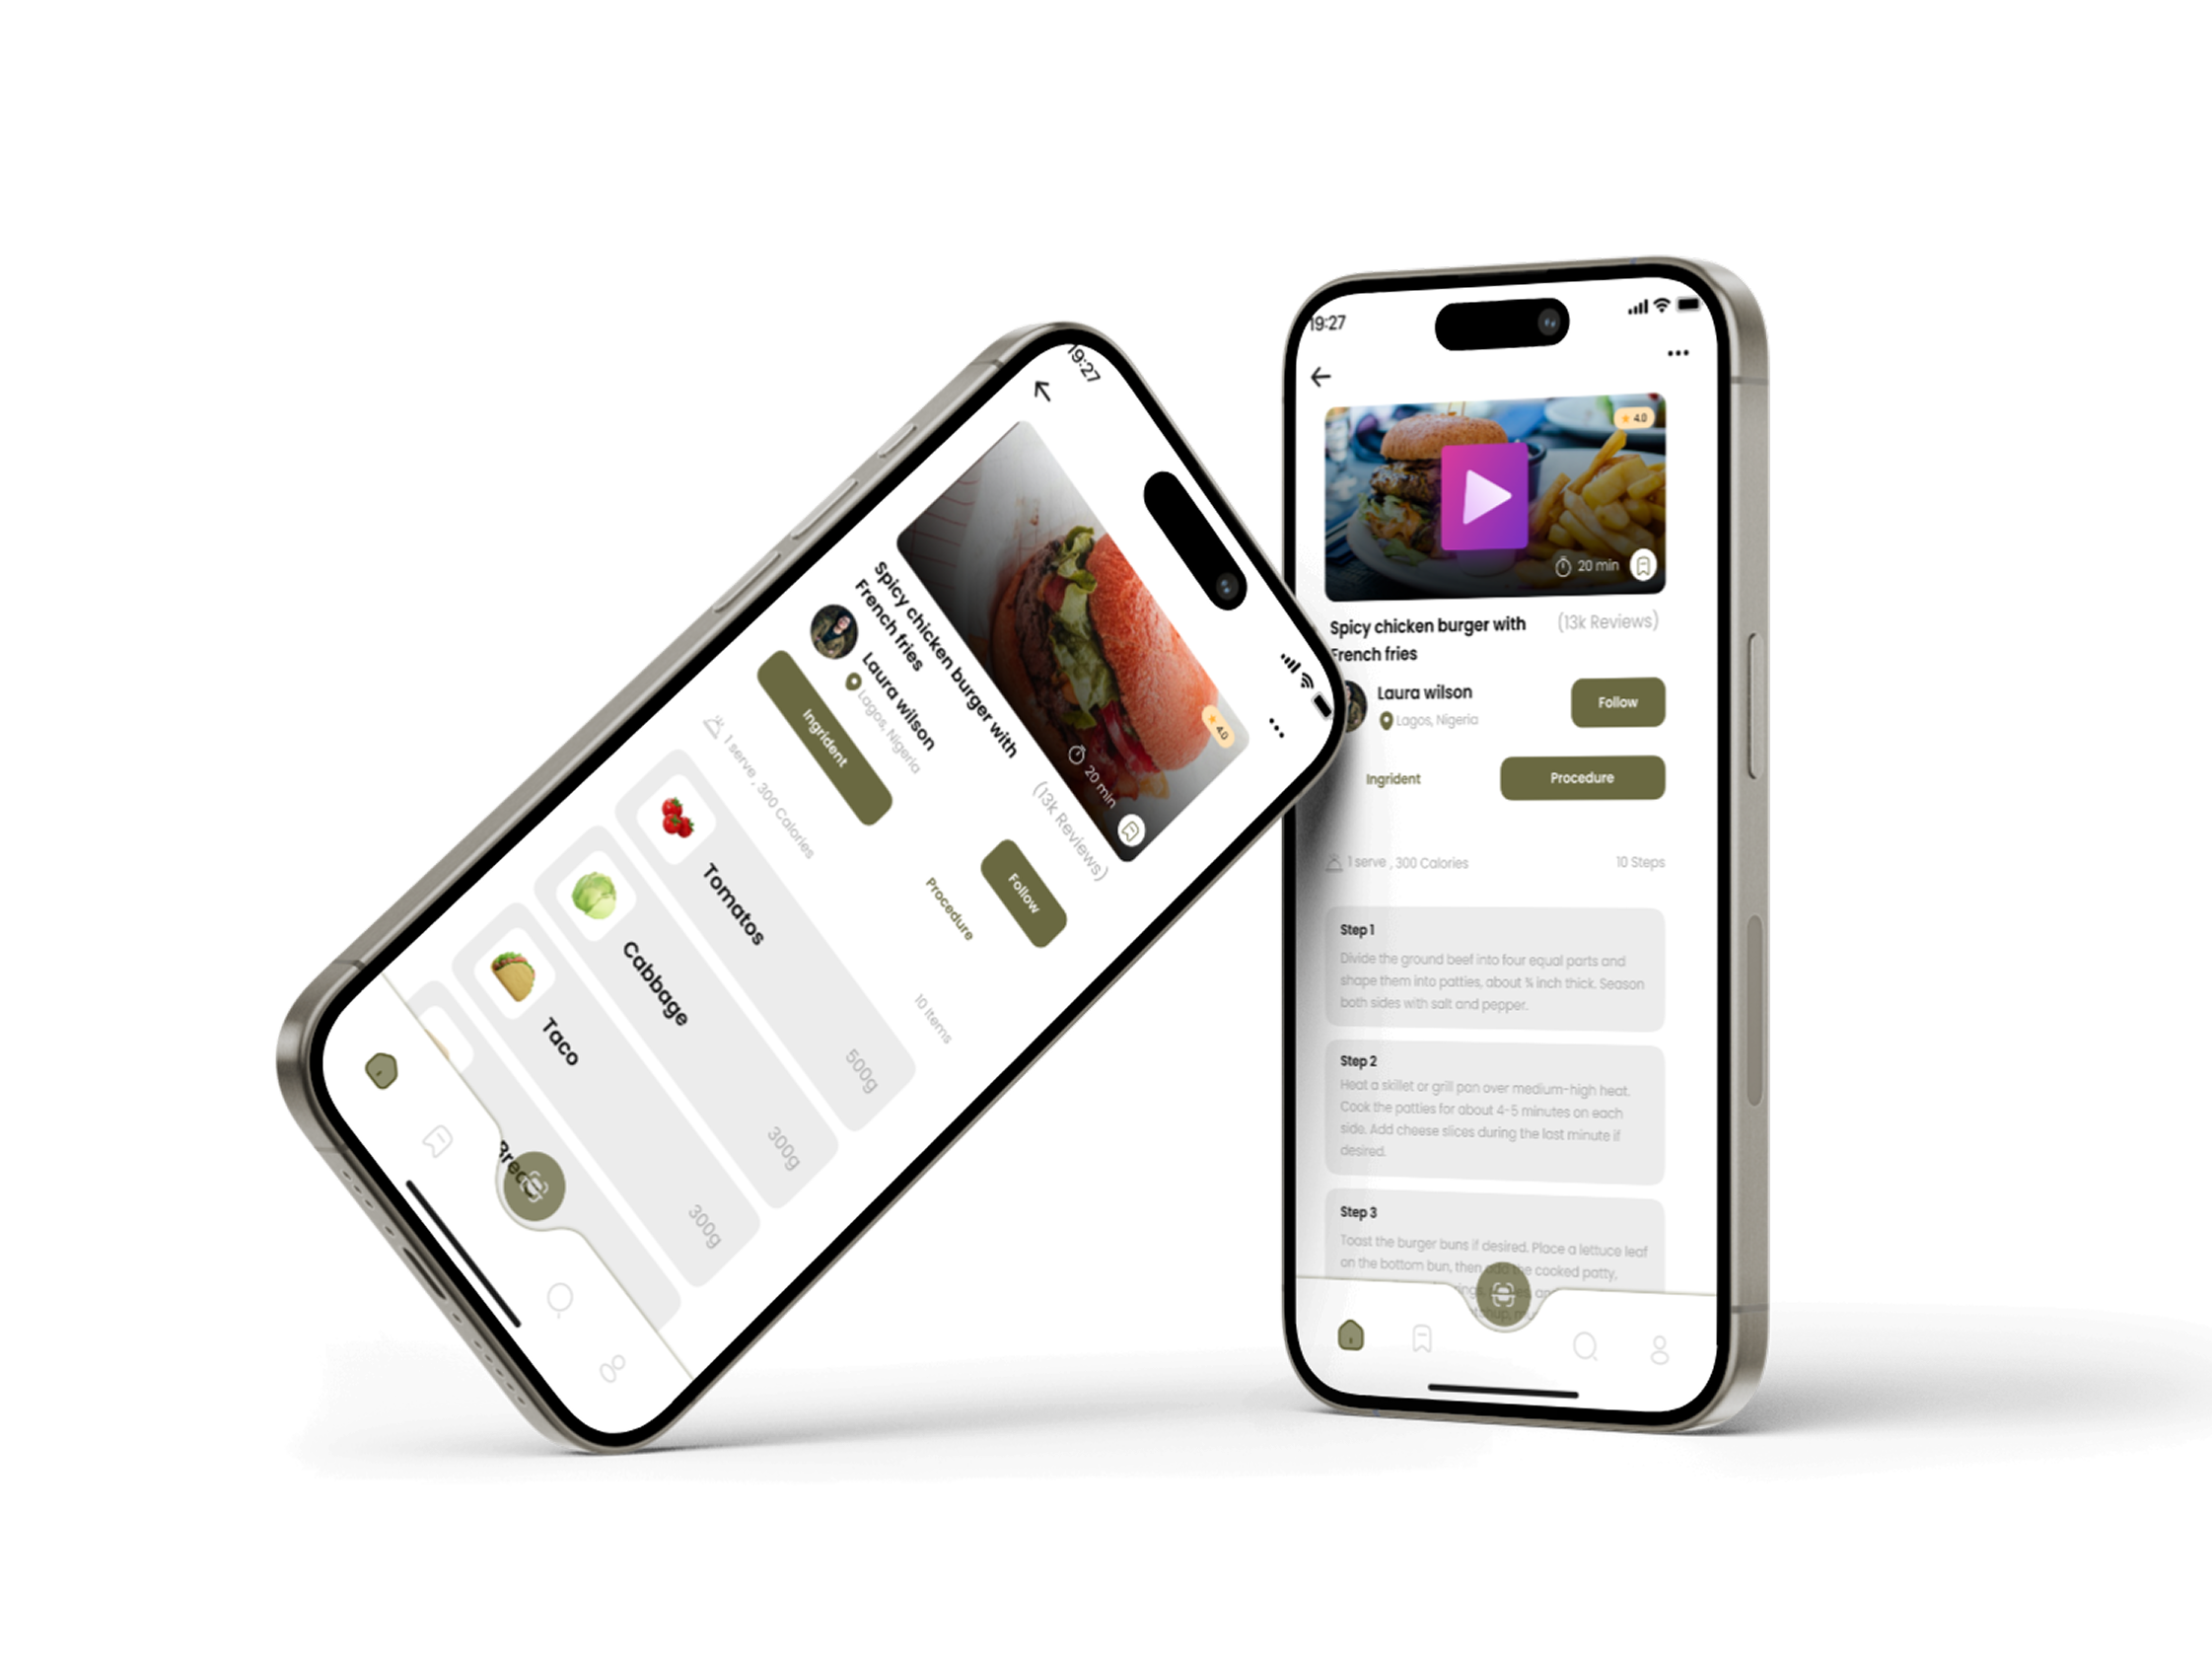 19:27
4.0
20 min
Spicy chicken burger with
French fries
(13k Reviews)
Laura wilson
Lagos, Nigeria
Follow
Ingrident
Procedure
1 serve , 300 Calories
10 Items
Tomatos
500g
Cabbage
300g
Taco
300g
19:27
4.0
20 min
Spicy chicken burger with
(13k Reviews)
French fries
Laura wilson
Lagos, Nigeria
Follow
Ingrident
Procedure
1 serve , 300 Calories
10 Steps
Step 1
Divide the ground beef into four equal parts and
shape them into patties, about ¾ inch thick. Season
both sides with salt and pepper.
Step 2
Heat a skillet or grill pan over medium-high heat.
Cook the patties for about 4-5 minutes on each
side. Add cheese slices during the last minute if
desired.
Step 3
Toast the burger buns if desired. Place a lettuce leaf
on the bottom bun, then add the cooked patty,